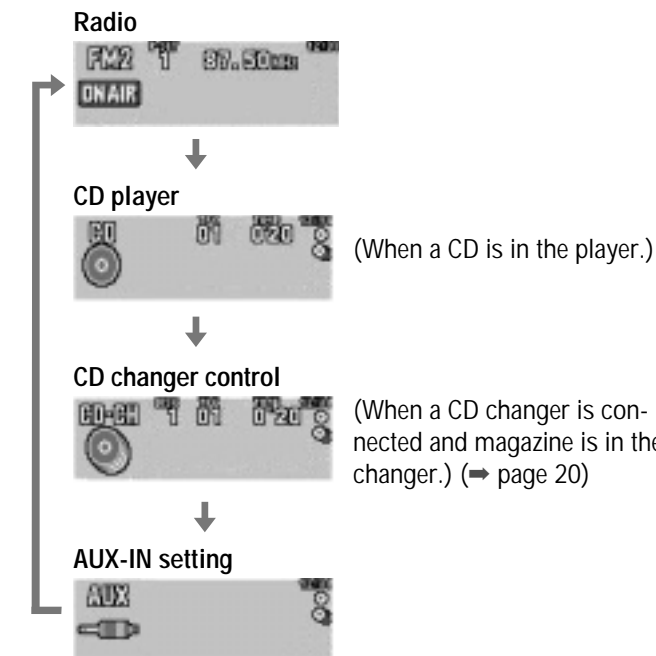 Radio
FM2 1 87.50MHz
ON AIR
CD player
CD 01 0'20
(When a CD is in the player.)
CD changer control
CD-CH 1 01 0'20
(When a CD changer is con-
nected and magazine is in the
changer.) (➡ page 20)
AUX-IN setting
AUX